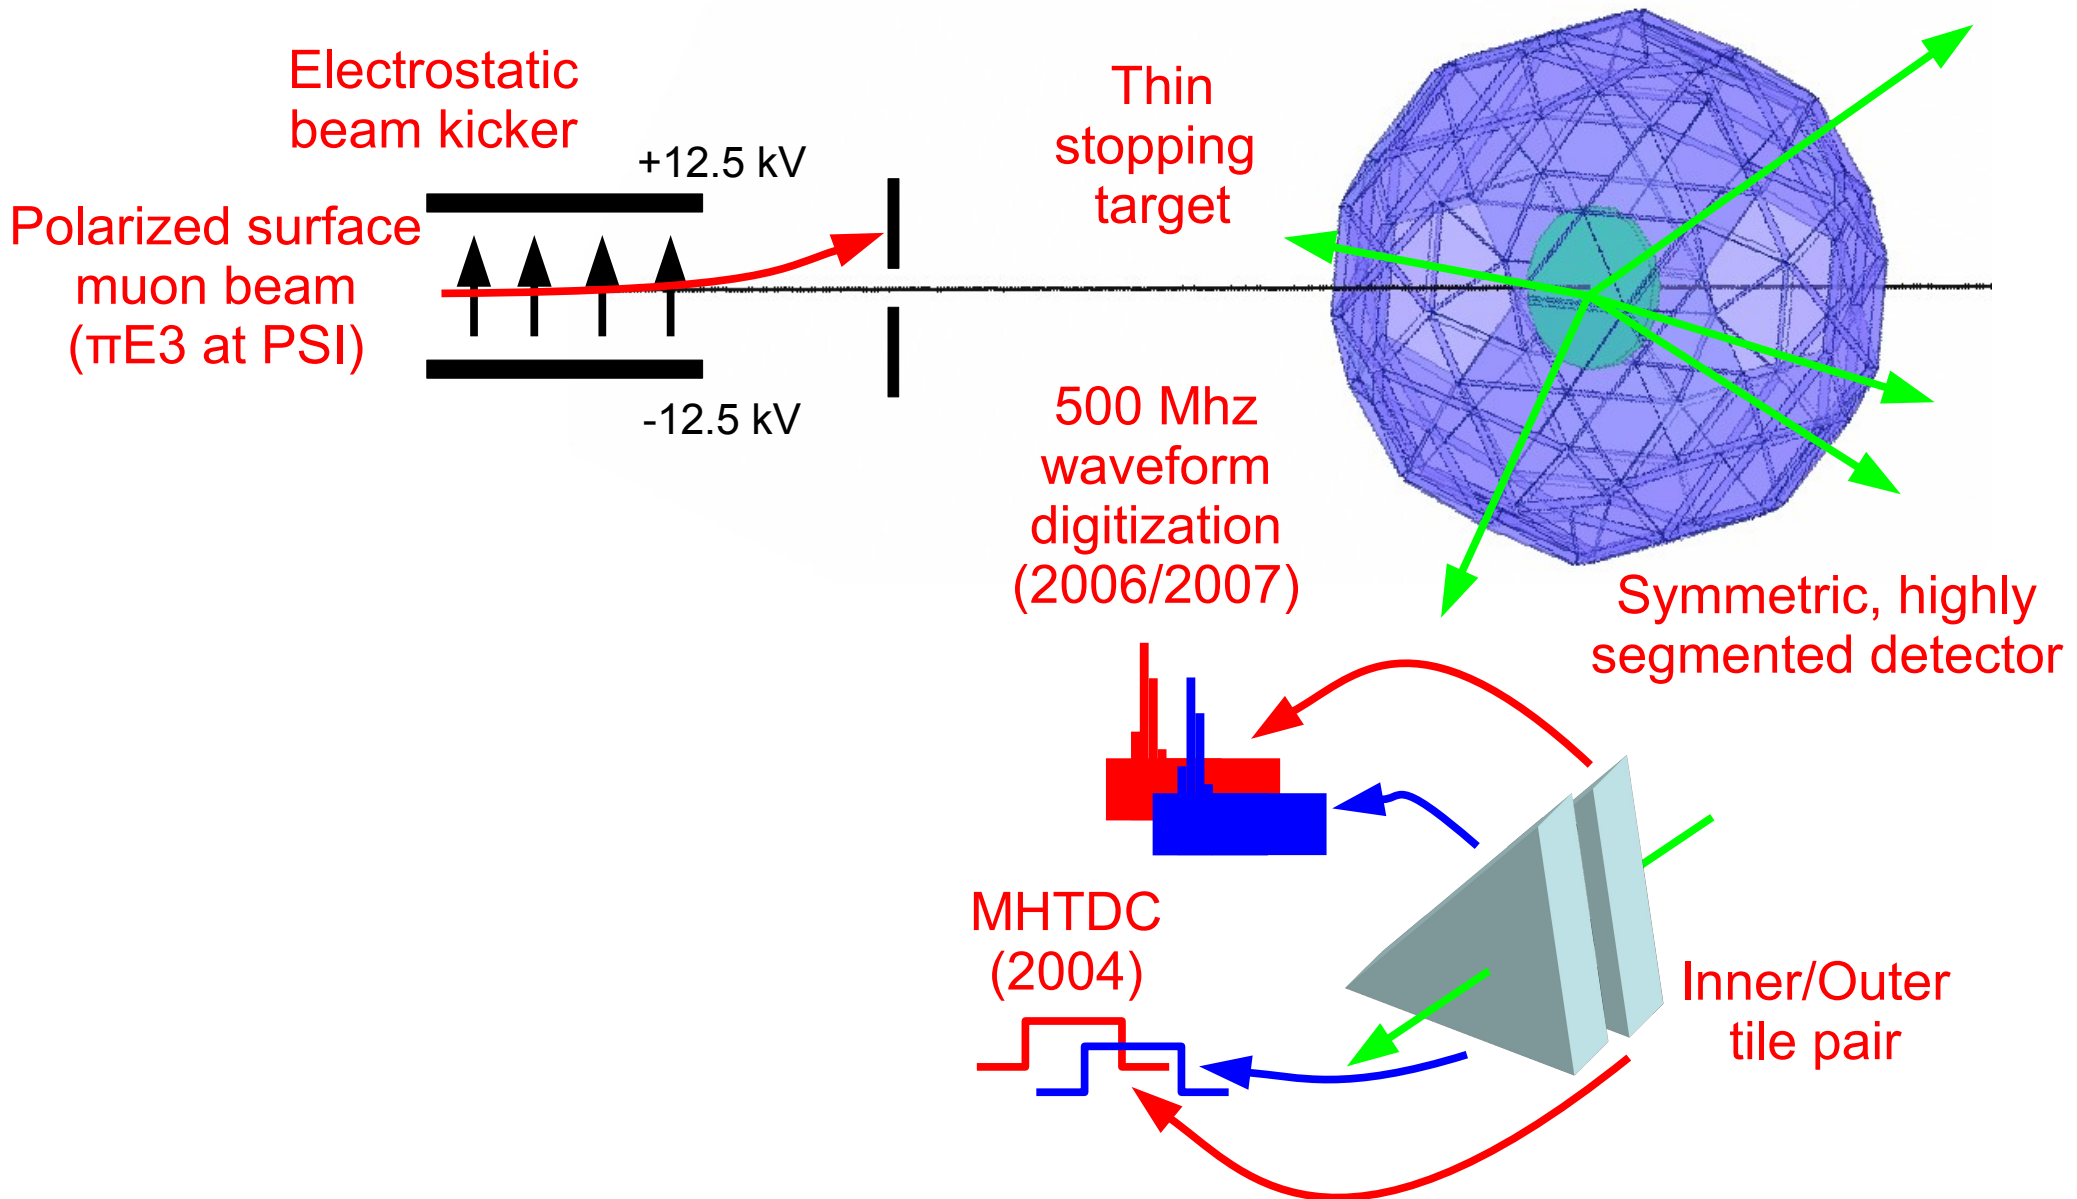 Electrostatic
beam kicker
+12.5 kV
Polarized surface
muon beam
(πE3 at PSI)
-12.5 kV
Thin
stopping
target
500 Mhz
waveform
digitization
(2006/2007)
Symmetric, highly
segmented detector
MHTDC
(2004)
Inner/Outer
tile pair